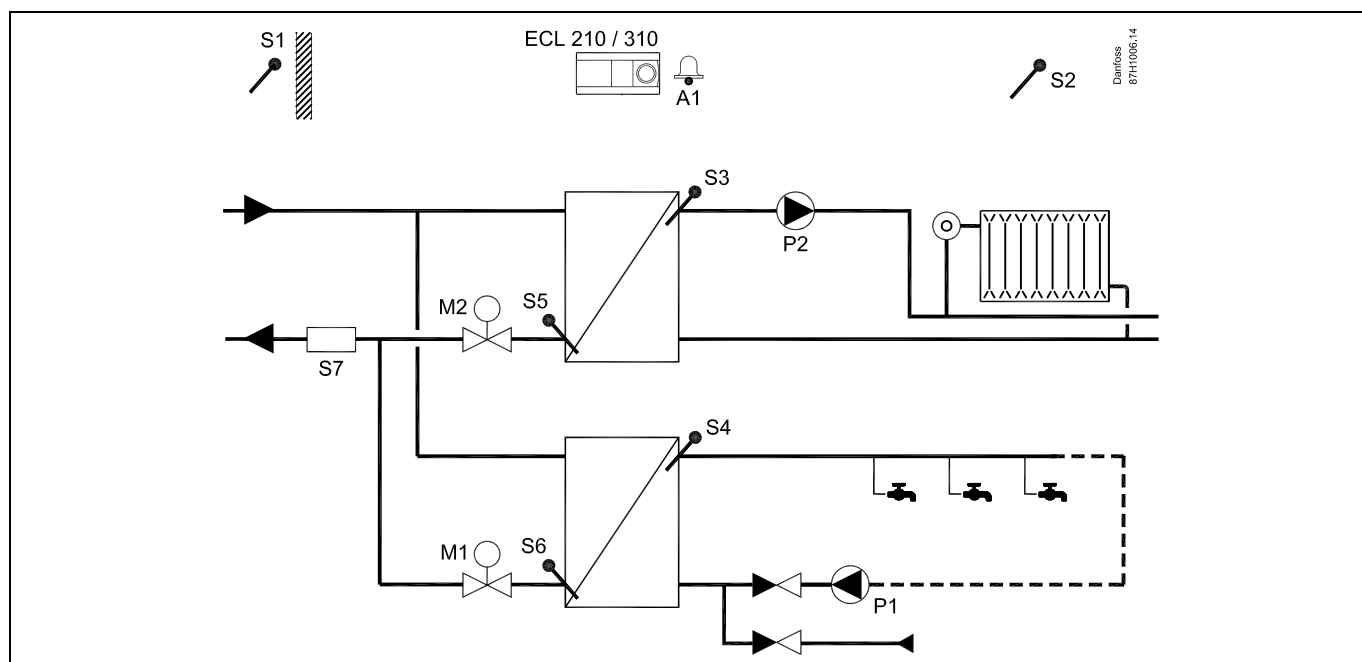 S1
ECL 210 / 310
A1
S2
Danfoss
87H1006.14
S3
P2
M2
S5
S7
S4
M1
S6
P1